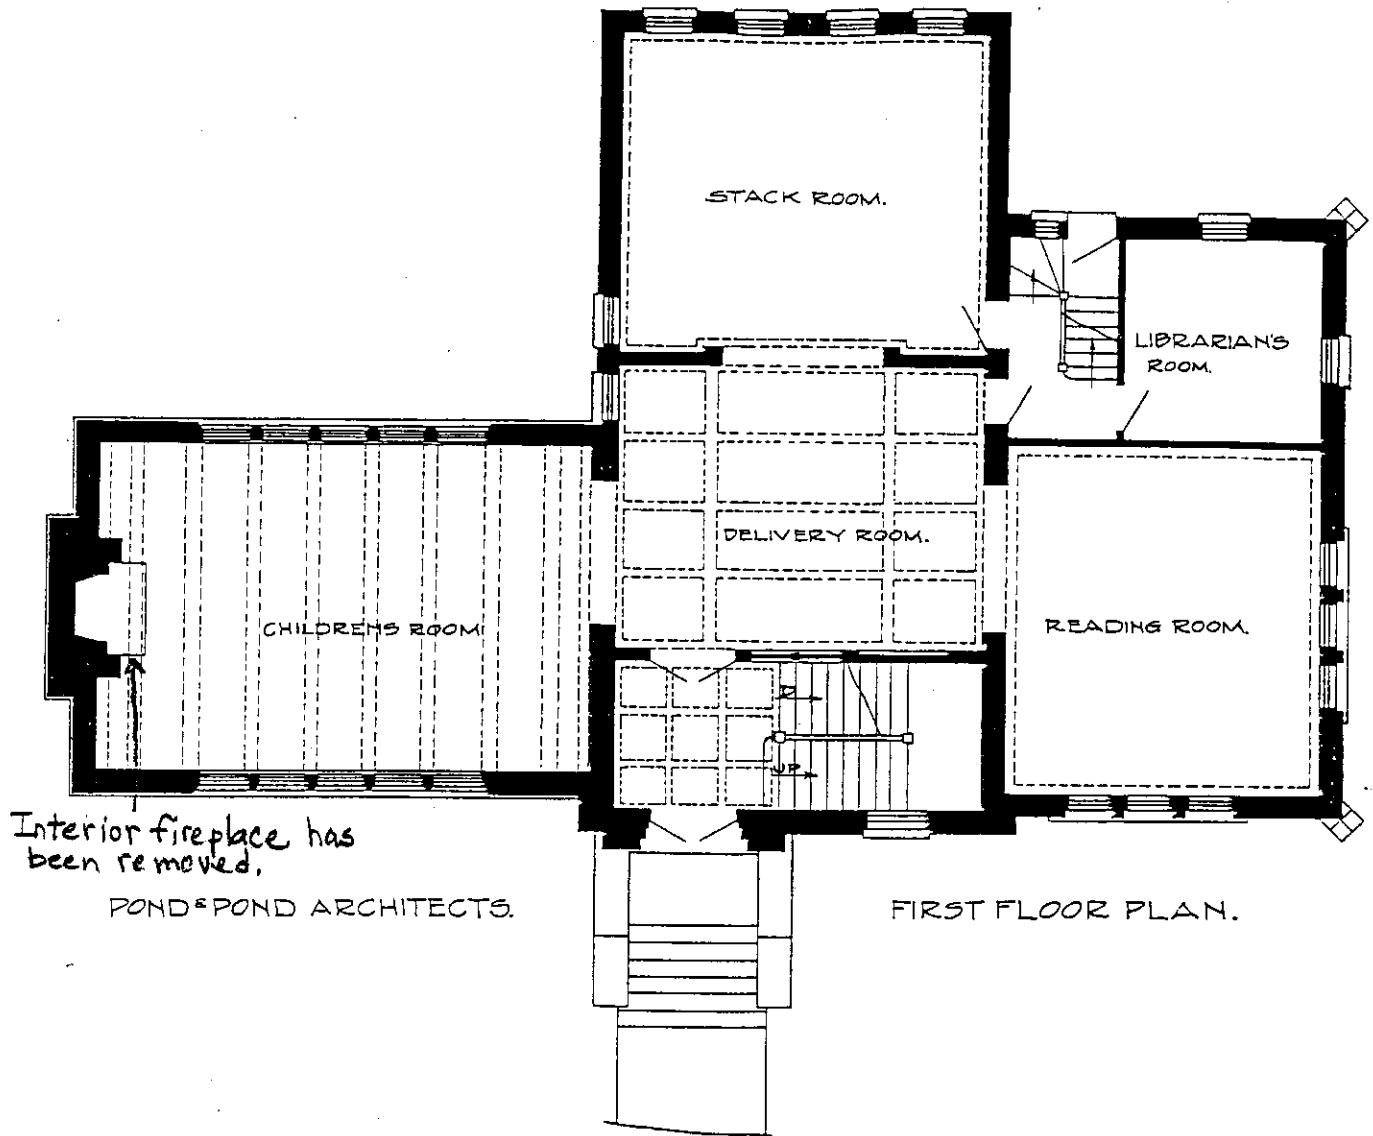 STACK ROOM.
LIBRARIAN'S
ROOM.
DELIVERY ROOM.
CHILDRENS ROOM
READING ROOM.
D
UP
Interior fireplace has
been removed.
POND & POND ARCHITECTS.
FIRST FLOOR PLAN.